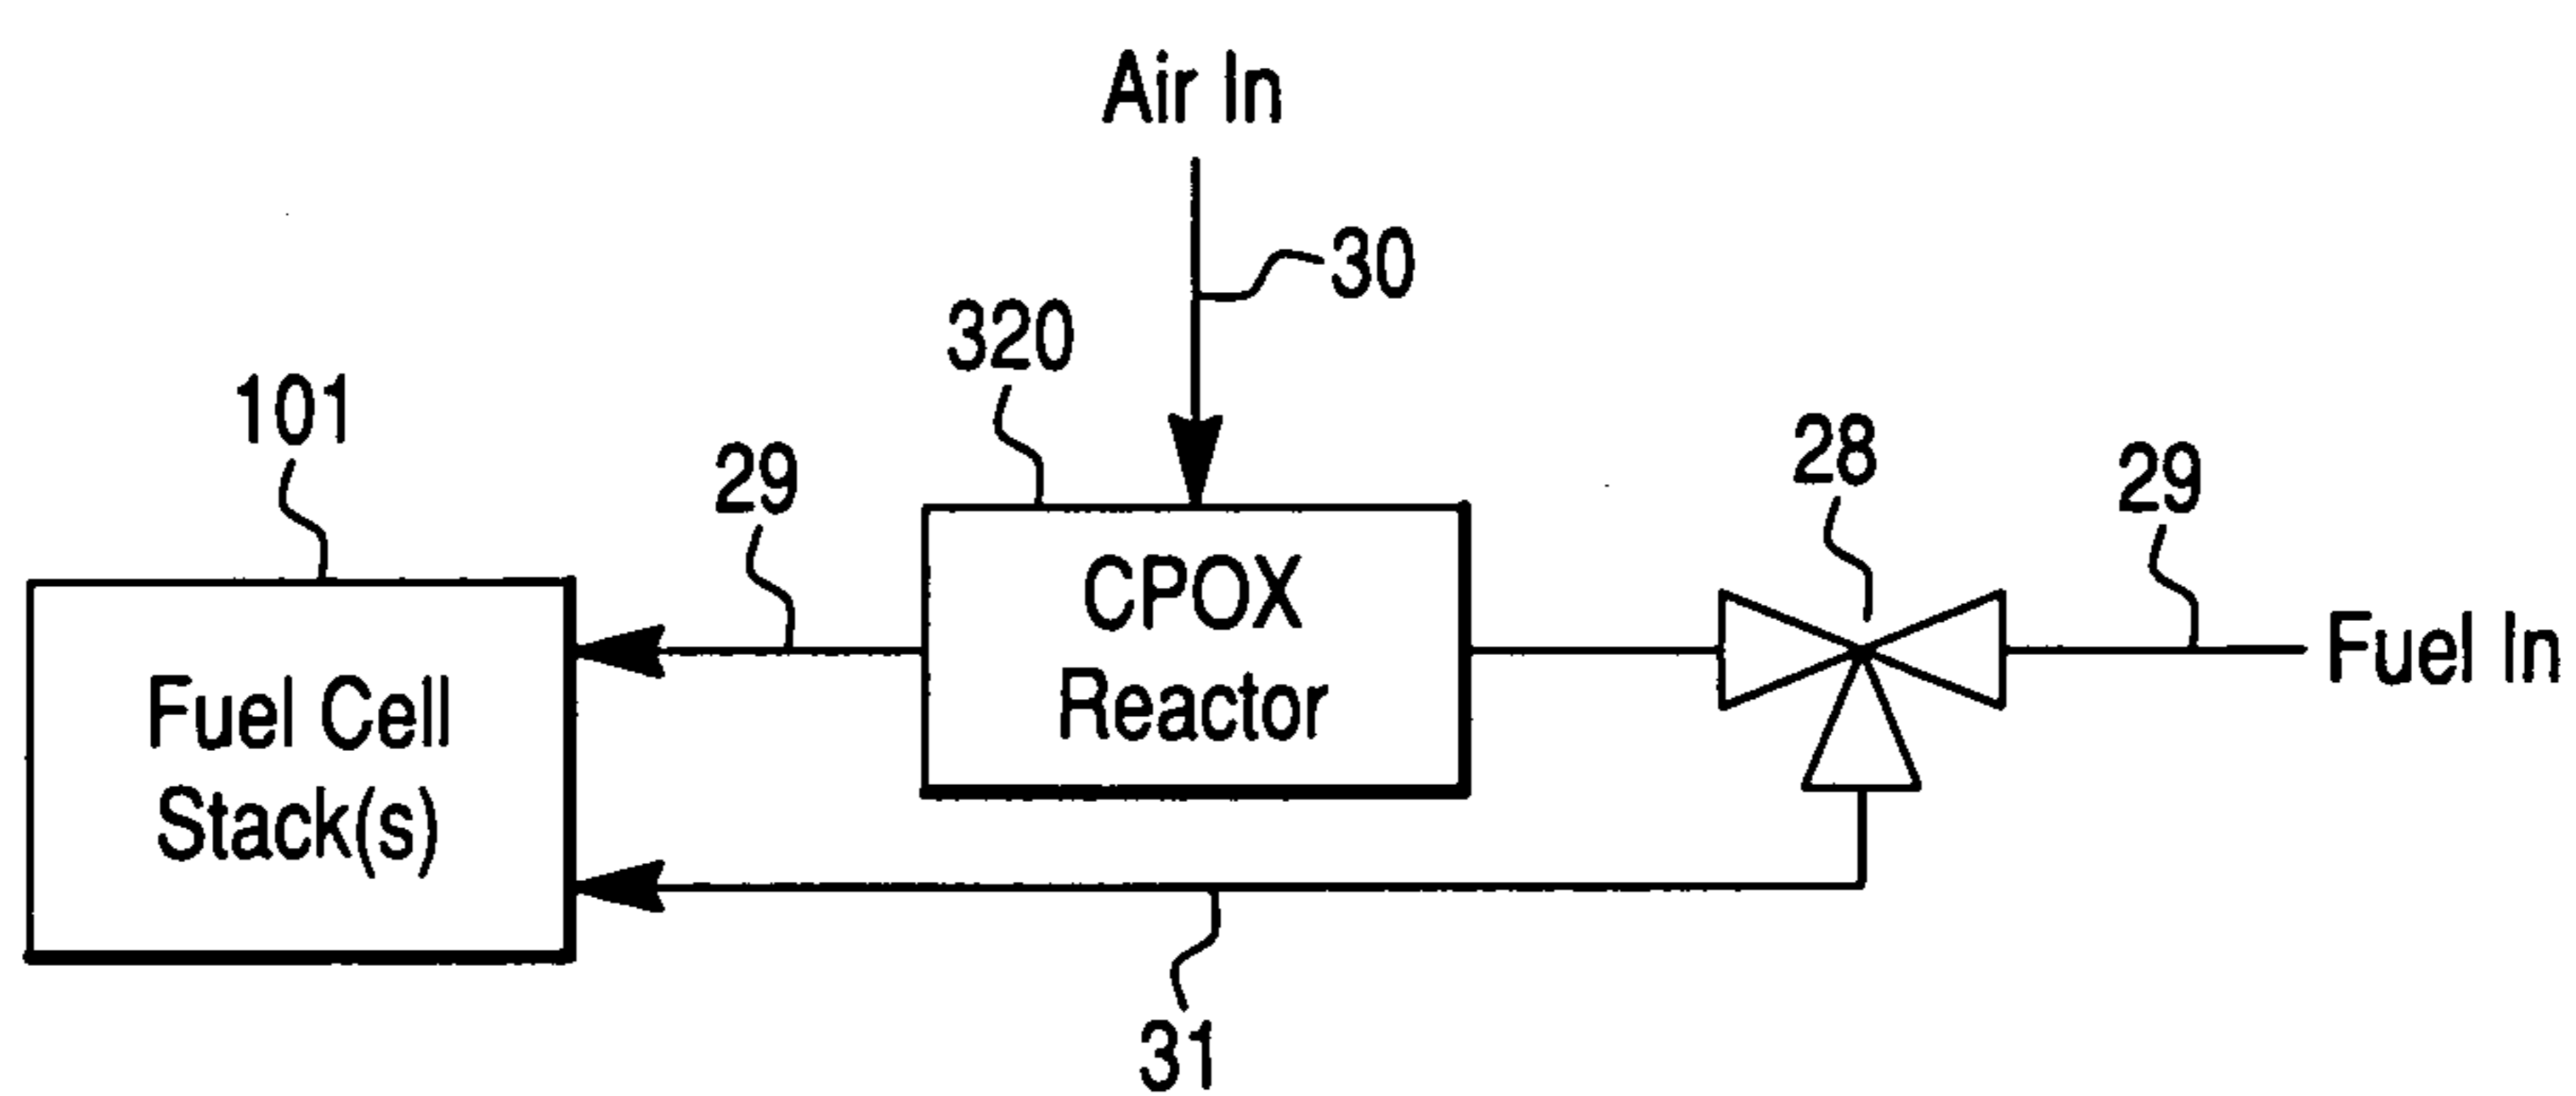 Air In
30
320
101
29
28
29
CPOX
Reactor
Fuel In
Fuel Cell
Stack(s)
31